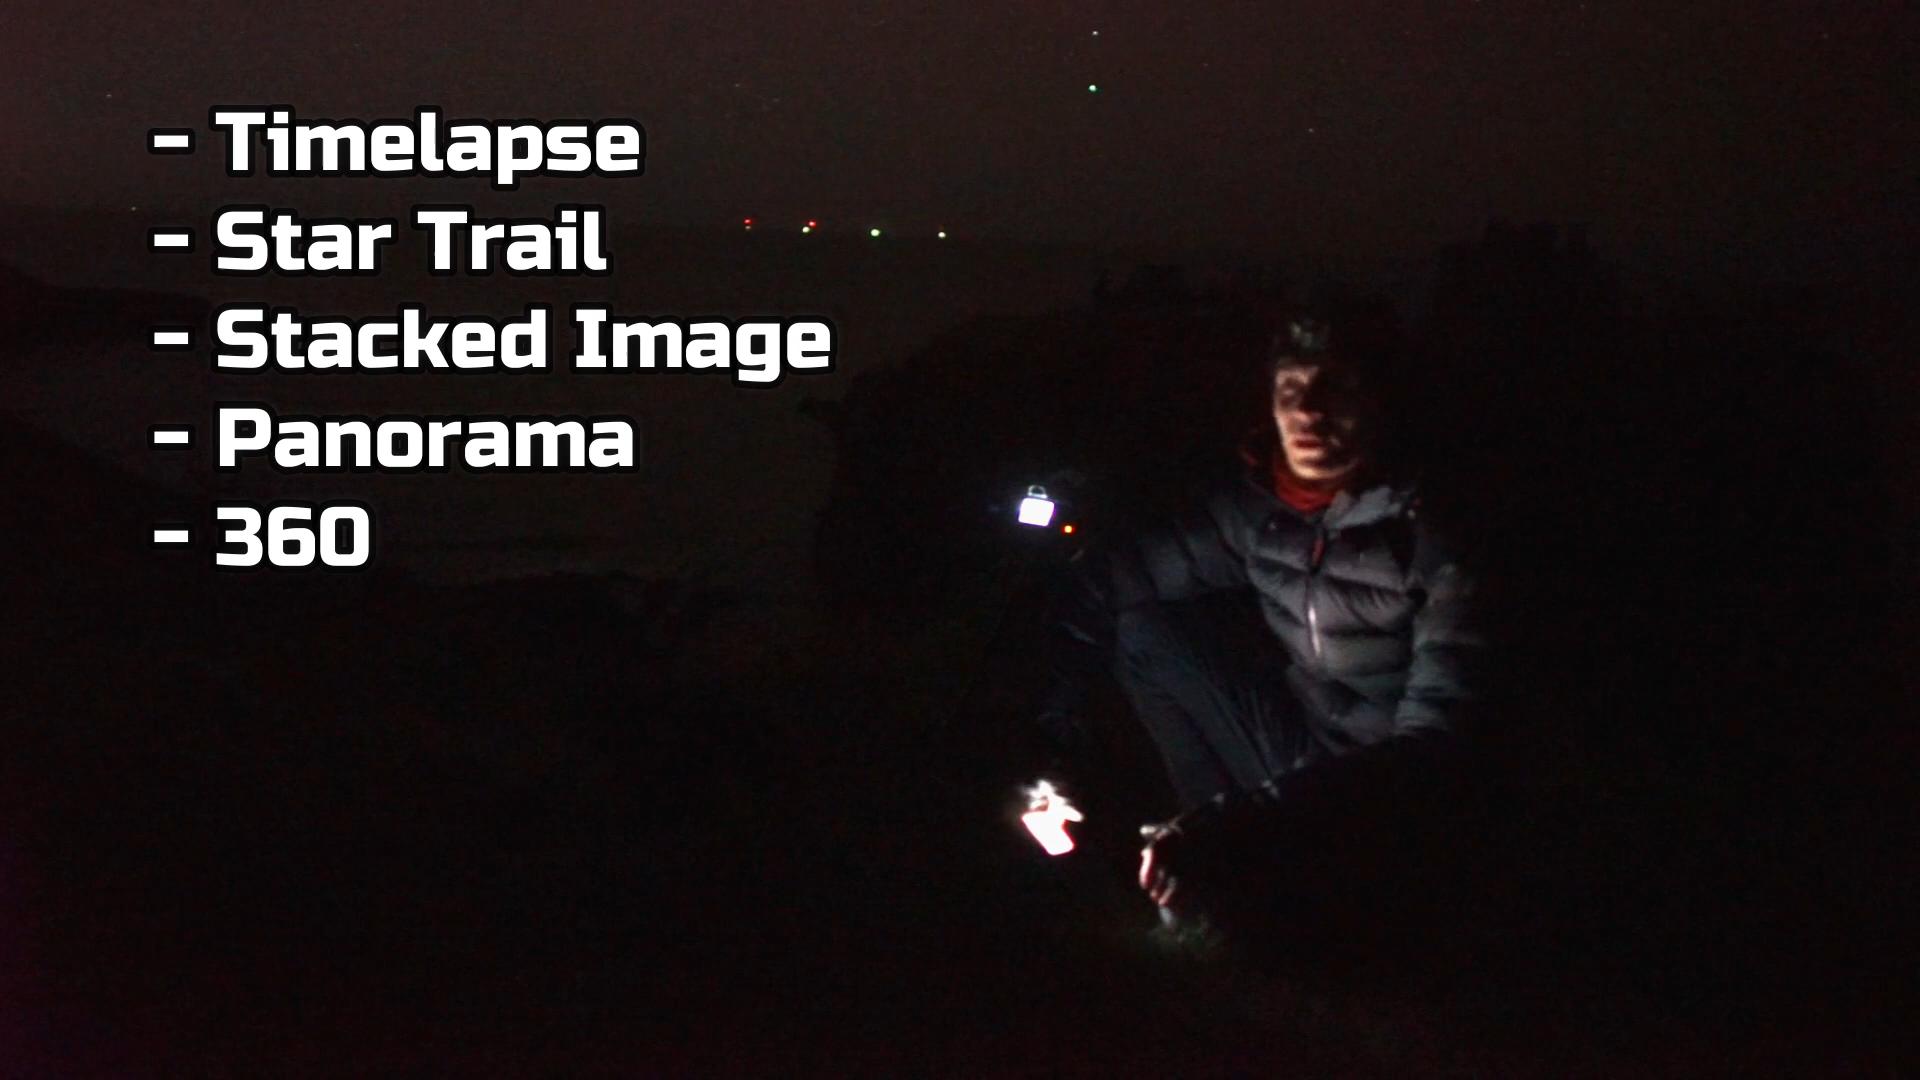 - Timelapse
- Star Trail
- Stacked Image
- Panorama
- 360